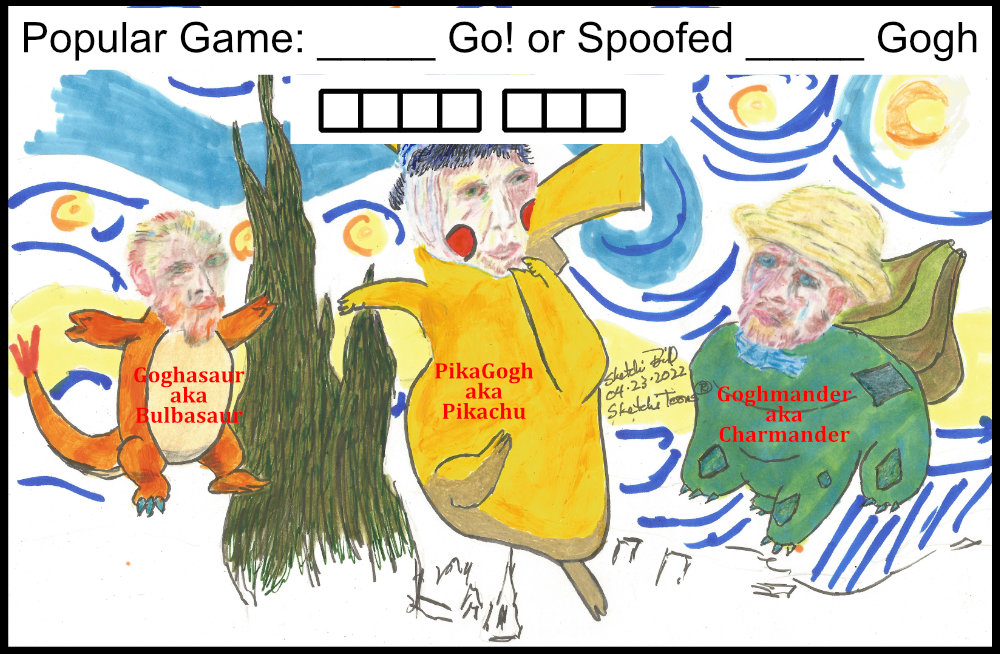 Popular Game: _____ Go! or Spoofed _____ Gogh
Goghasaur
aka
Bulbasaur
PikaGogh
aka
Pikachu
Sketchi Bill
04·23·2022
Sketchi Toons®
Goghmander
aka
Charmander